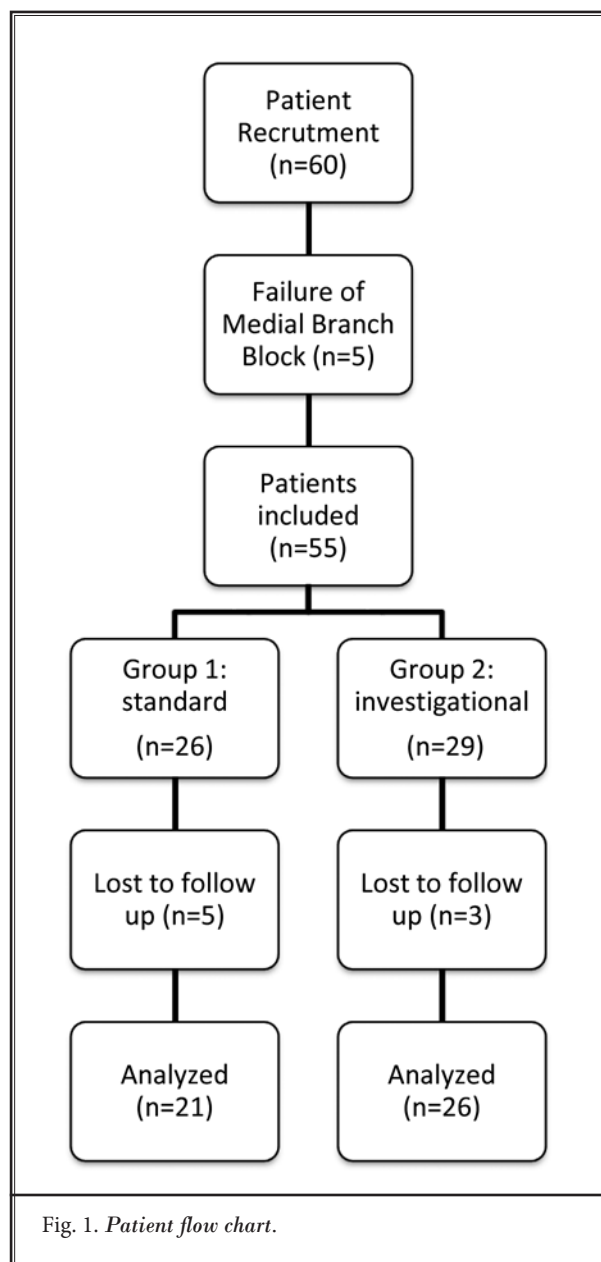 Patient
Recrutment
(n=60)
Failure of
Medial Branch
Block (n=5)
Patients
included
(n=55)
Group 1:
standard
(n=26)
Group 2:
investigational
(n=29)
Lost to follow
up (n=5)
Lost to follow
up (n=3)
Analyzed
(n=21)
Analyzed
(n=26)
Fig. 1. Patient flow chart.